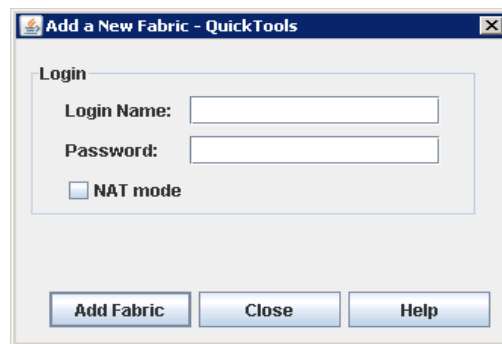 Add a New Fabric - QuickTools
Login
Login Name:
Password:
NAT mode
Add Fabric Close Help